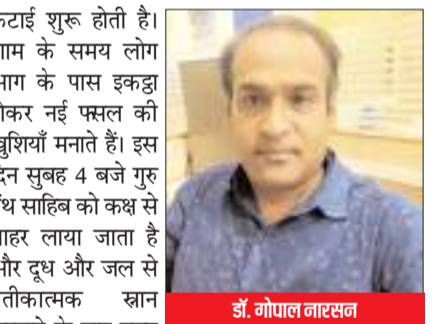 कटाई शुरू होती है।
शाम के समय लोग
आग के पास इकट्ठा
होकर नई फसल की
खुशियाँ मनाते हैं। इस
दिन सुबह 4 बजे गुरु
ग्रंथ साहिब को कक्ष से
बाहर लाया जाता है
और दूध और जल से
प्रतीकात्मक स्नान
डॉ. गोपाल नारसन